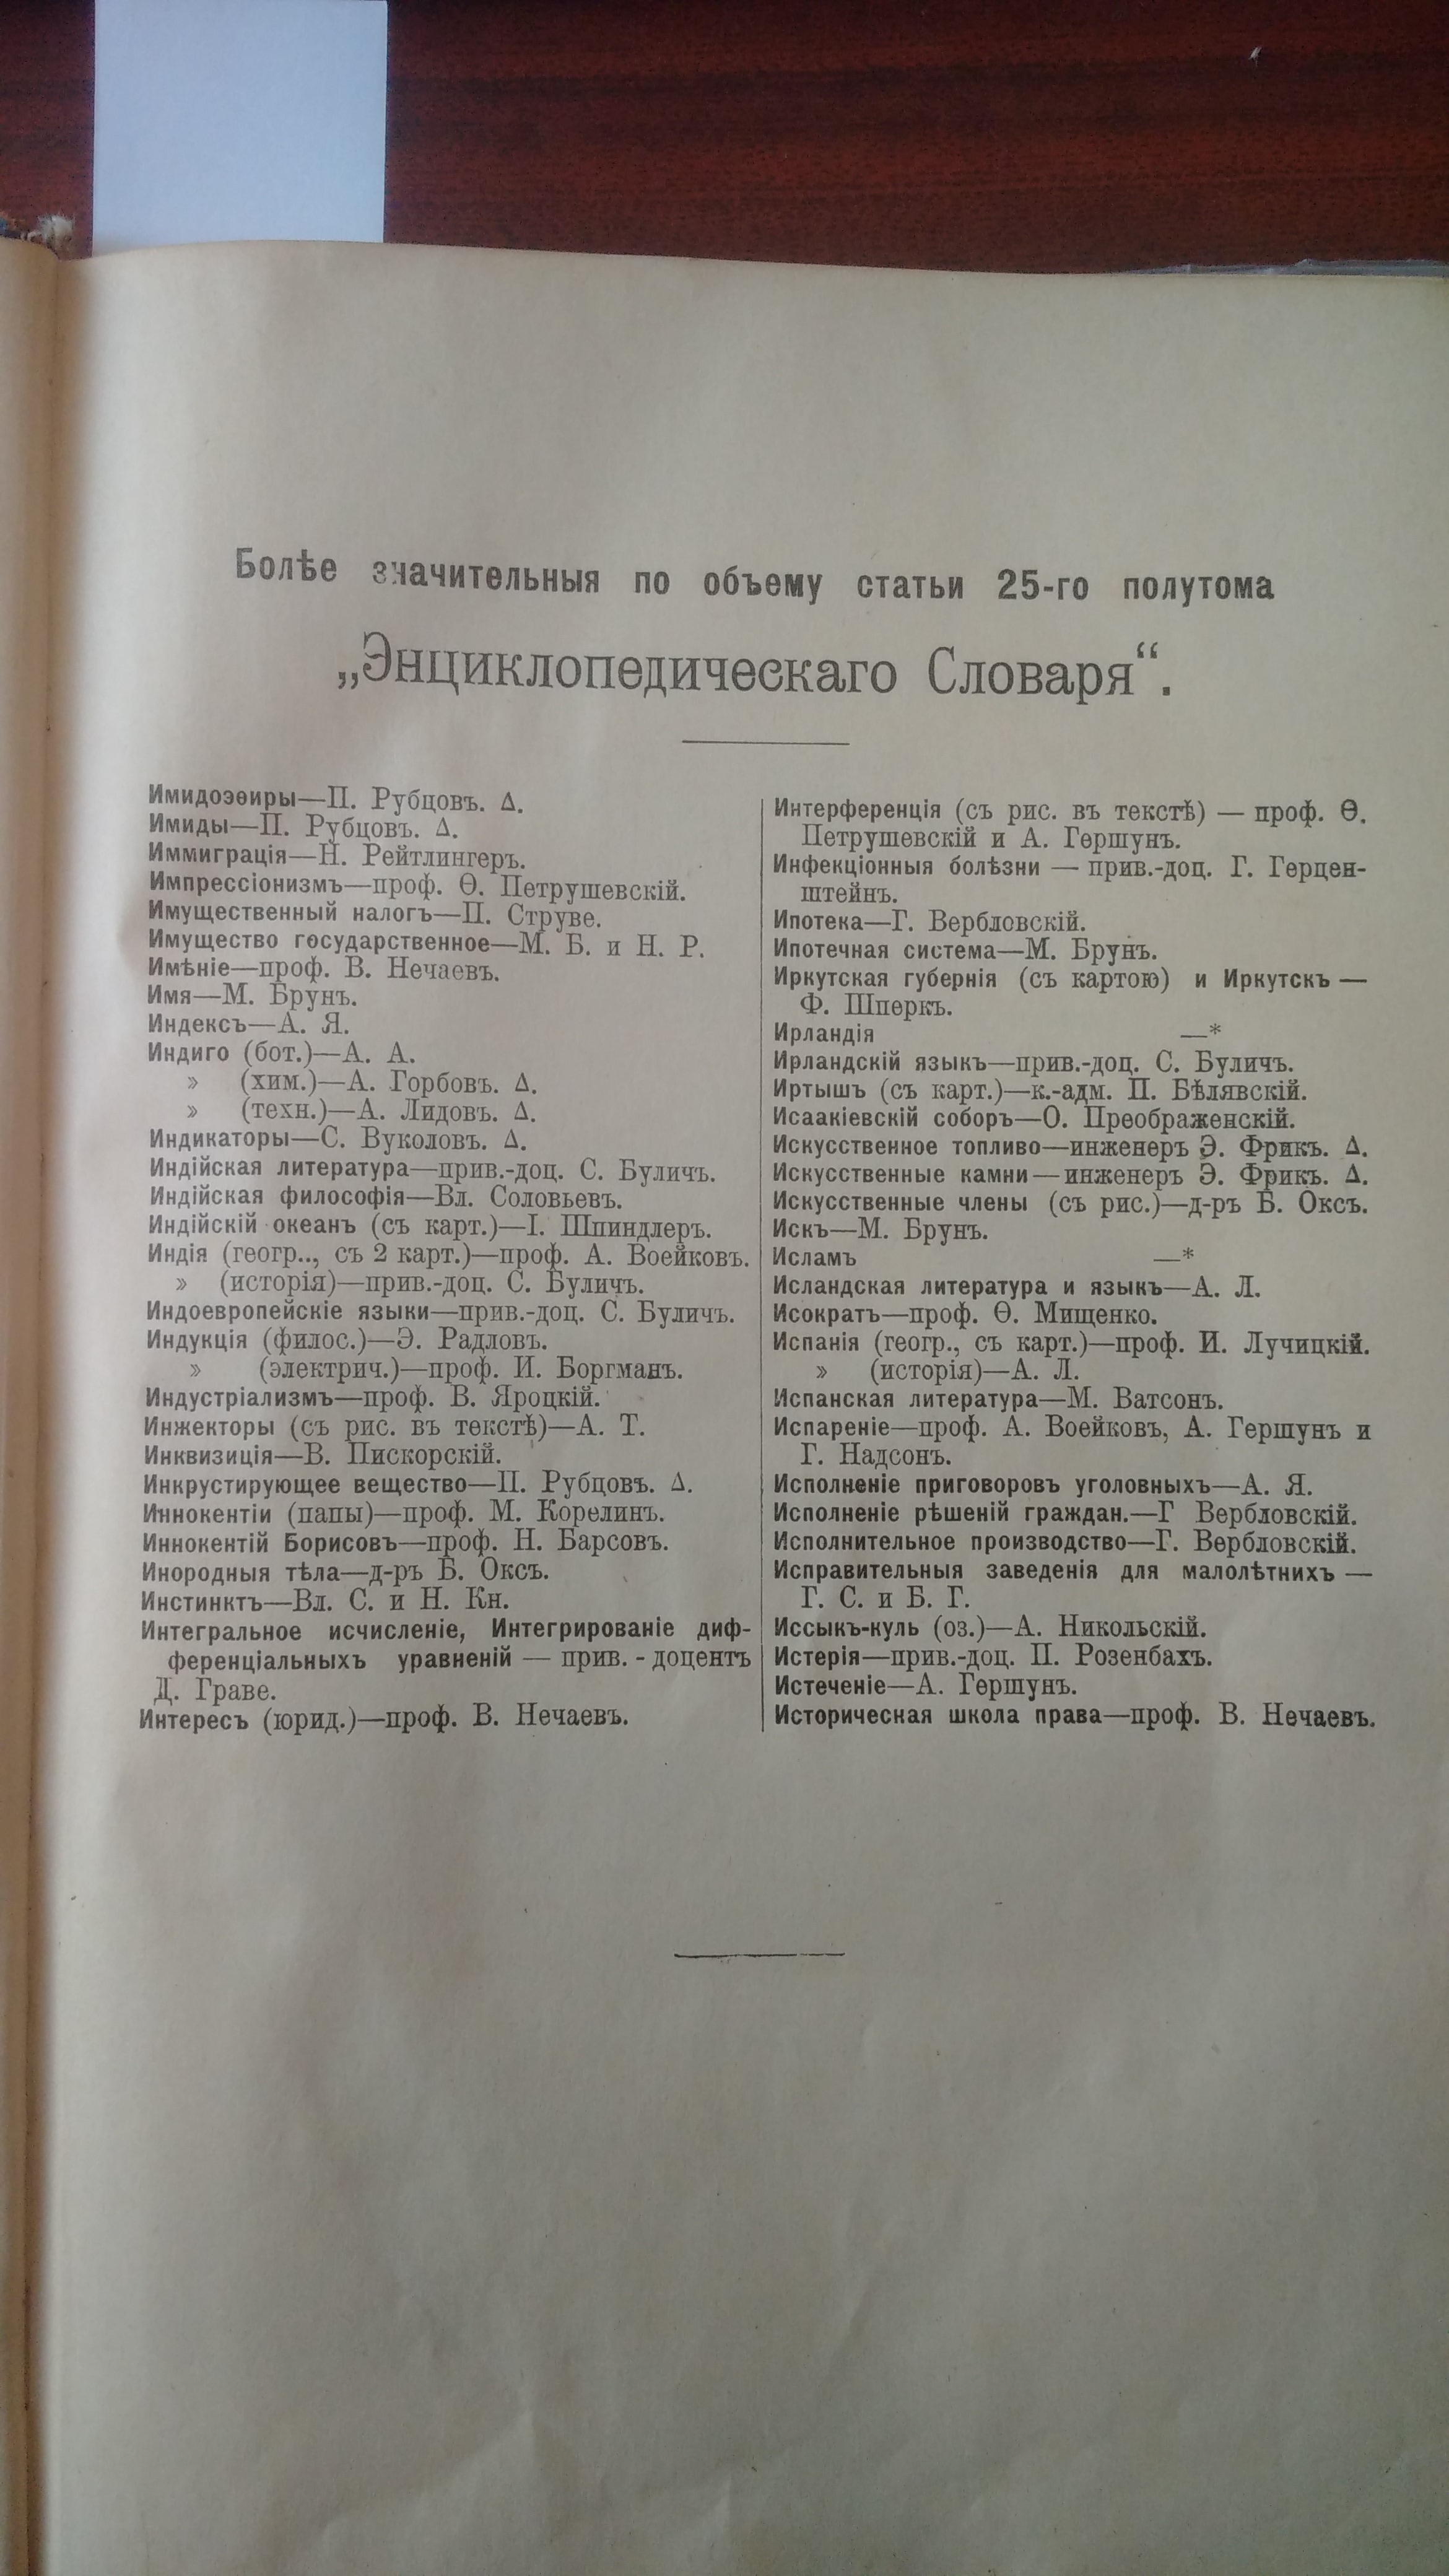 Болѣе значительныя по объему статьи 25-го полутома
„Энциклопедическаго Словаря“.
Имидоэѳиры—П. Рубцовъ. Δ.
Имиды—П. Рубцовъ. Δ.
Иммиграція—Н. Рейтлингеръ.
Импрессіонизмъ—проф. Ѳ. Петрушевскій.
Имущественный налогъ—П. Струве.
Имущество государственное—М. Б. и Н. Р.
Имѣніе—проф. В. Нечаевъ.
Имя—М. Брунъ.
Индексъ—А. Я.
Индиго (бот.)—А. А.
» (хим.)—А. Горбовъ. Δ.
» (техн.)—А. Лидовъ. Δ.
Индикаторы—С. Вуколовъ. Δ.
Индійская литература—прив.-доц. С. Буличъ.
Индійская философія—Вл. Соловьевъ.
Индійскій океанъ (съ карт.)—І. Шпиндлеръ.
Индія (геогр.., съ 2 карт.)—проф. А. Воейковъ.
» (исторія)—прив.-доц. С. Буличъ.
Индоевропейскіе языки—прив.-доц. С. Буличъ.
Индукція (филос.)—Э. Радловъ.
» (электрич.)—проф. И. Боргманъ.
Индустріализмъ—проф. В. Яроцкій.
Инжекторы (съ рис. въ текстѣ)—А. Т.
Инквизиція—В. Пискорскій.
Инкрустирующее вещество—П. Рубцовъ. Δ.
Иннокентіи (папы)—проф. М. Корелинъ.
Иннокентій Борисовъ—проф. Н. Барсовъ.
Инородныя тѣла—д-ръ Б. Оксъ.
Инстинктъ—Вл. С. и Н. Кн.
Интегральное исчисленіе, Интегрированіе диф-
ференціальныхъ уравненій — прив. - доцентъ
Д. Граве.
Интересъ (юрид.)—проф. В. Нечаевъ.
Интерференція (съ рис. въ текстѣ) — проф. Ѳ.
Петрушевскій и А. Гершунъ.
Инфекціонныя болѣзни — прив.-доц. Г. Герцен-
штейнъ.
Ипотека—Г. Вербловскій.
Ипотечная система—М. Брунъ.
Иркутская губернія (съ картою) и Иркутскъ —
Ф. Шперкъ.
Ирландія —*
Ирландскій языкъ—прив.-доц. С. Буличъ.
Иртышъ (съ карт.)—к.-адм. П. Бѣлявскій.
Исаакіевскій соборъ—О. Преображенскій.
Искусственное топливо—инженеръ Э. Фрикъ. Δ.
Искусственные камни—инженеръ Э. Фрикъ. Δ.
Искусственные члены (съ рис.)—д-ръ Б. Оксъ.
Искъ—М. Брунъ.
Исламъ —*
Исландская литература и языкъ—А. Л.
Исократъ—проф. Ѳ. Мищенко.
Испанія (геогр., съ карт.)—проф. И. Лучицкій.
» (исторія)—А. Л.
Испанская литература—М. Ватсонъ.
Испареніе—проф. А. Воейковъ, А. Гершунъ и
Г. Надсонъ.
Исполненіе приговоровъ уголовныхъ—А. Я.
Исполненіе рѣшеній граждан.—Г Вербловскій.
Исполнительное производство—Г. Вербловскій.
Исправительныя заведенія для малолѣтнихъ —
Г. С. и Б. Г.
Иссыкъ-куль (оз.)—А. Никольскій.
Истерія—прив.-доц. П. Розенбахъ.
Истеченіе—А. Гершунъ.
Историческая школа права—проф. В. Нечаевъ.